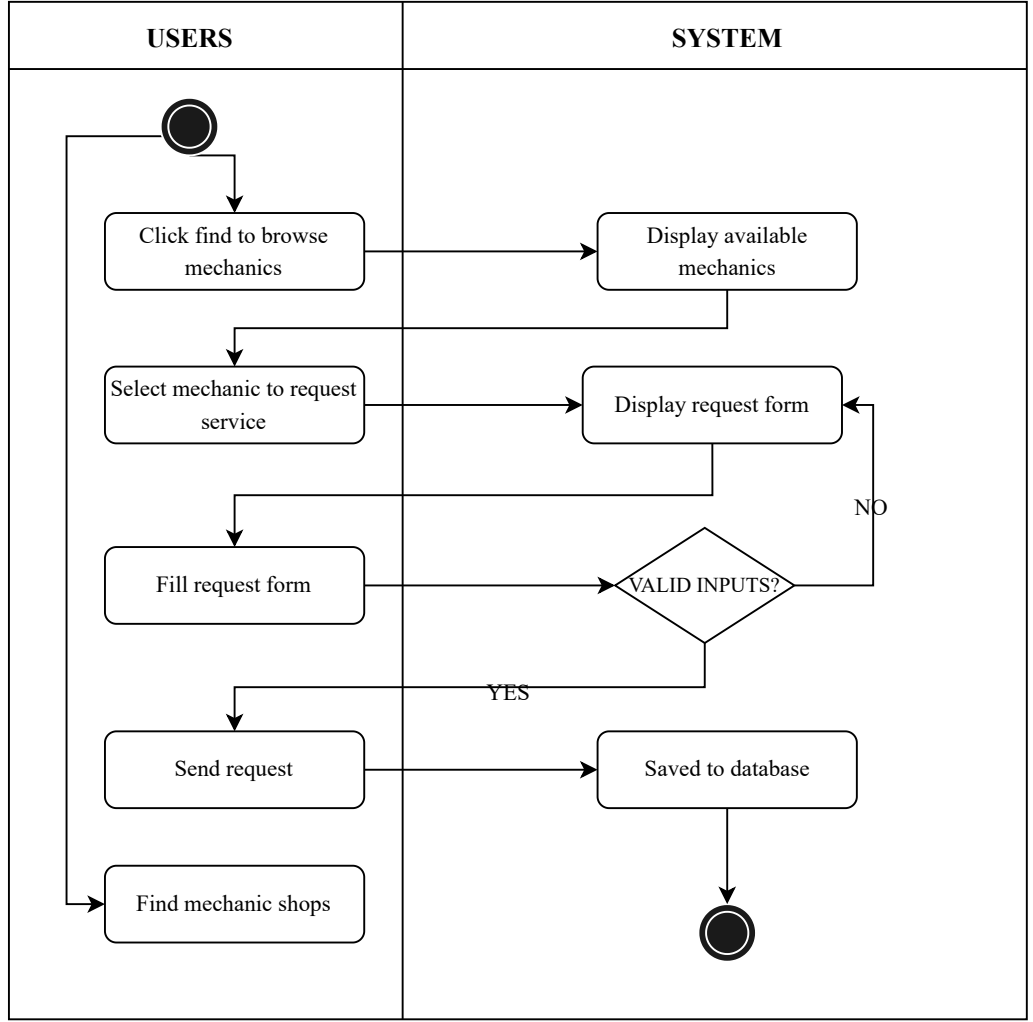 USERS
SYSTEM
Click find to browse
mechanics
Display available
mechanics
Select mechanic to request
service
Display request form
NO
Fill request form
VALID INPUTS?
YES
Send request
Saved to database
Find mechanic shops